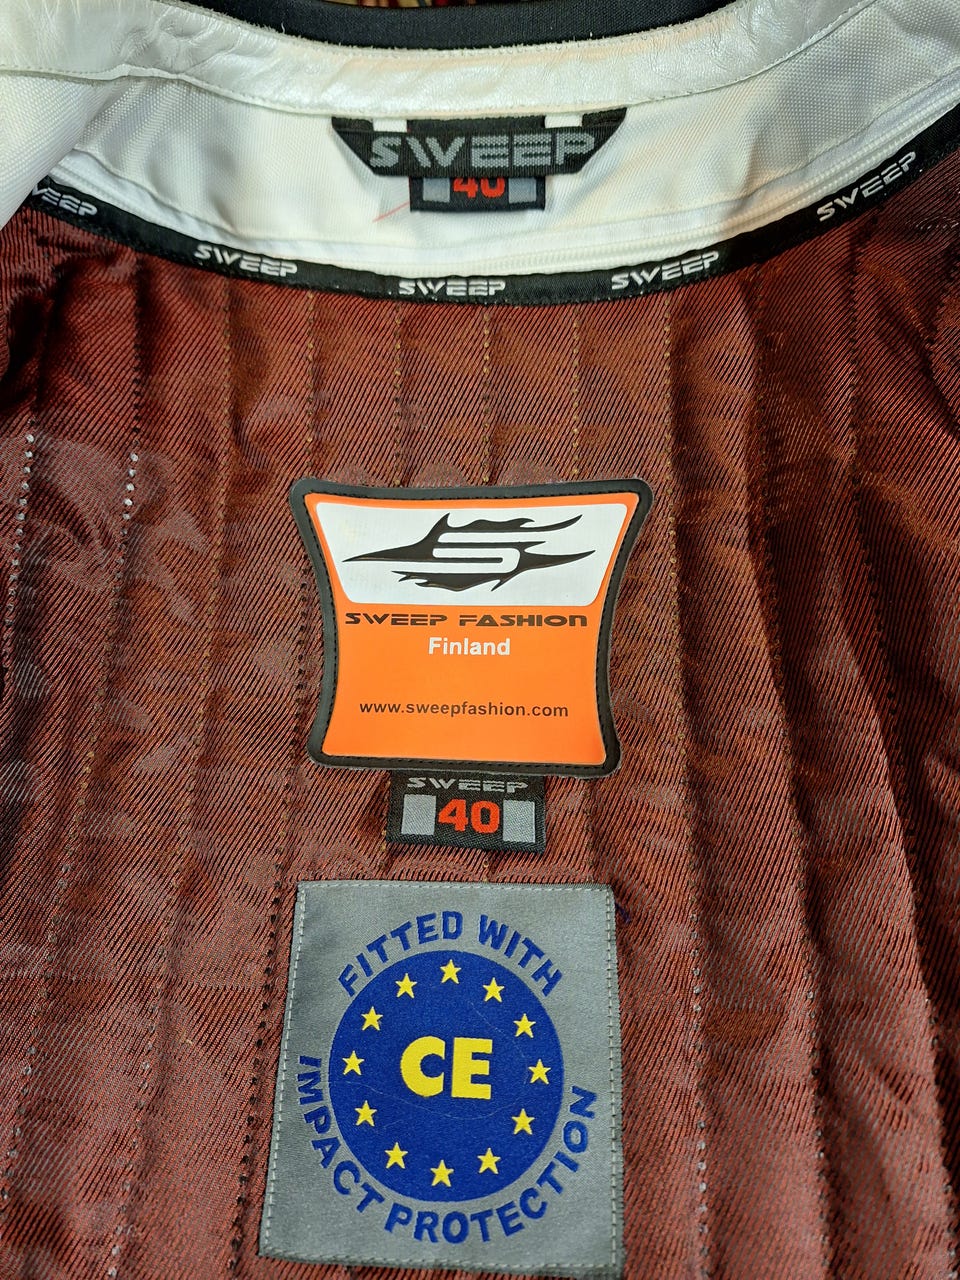 SWEEP
40
SWEEP
SWEEP
SWEEP
SWEEP
SWEEP
S
SWEEP FASHION
Finland
www.sweepfashion.com
SWEEP
40
FITTED WITH
CE
IMPACT PROTECTION